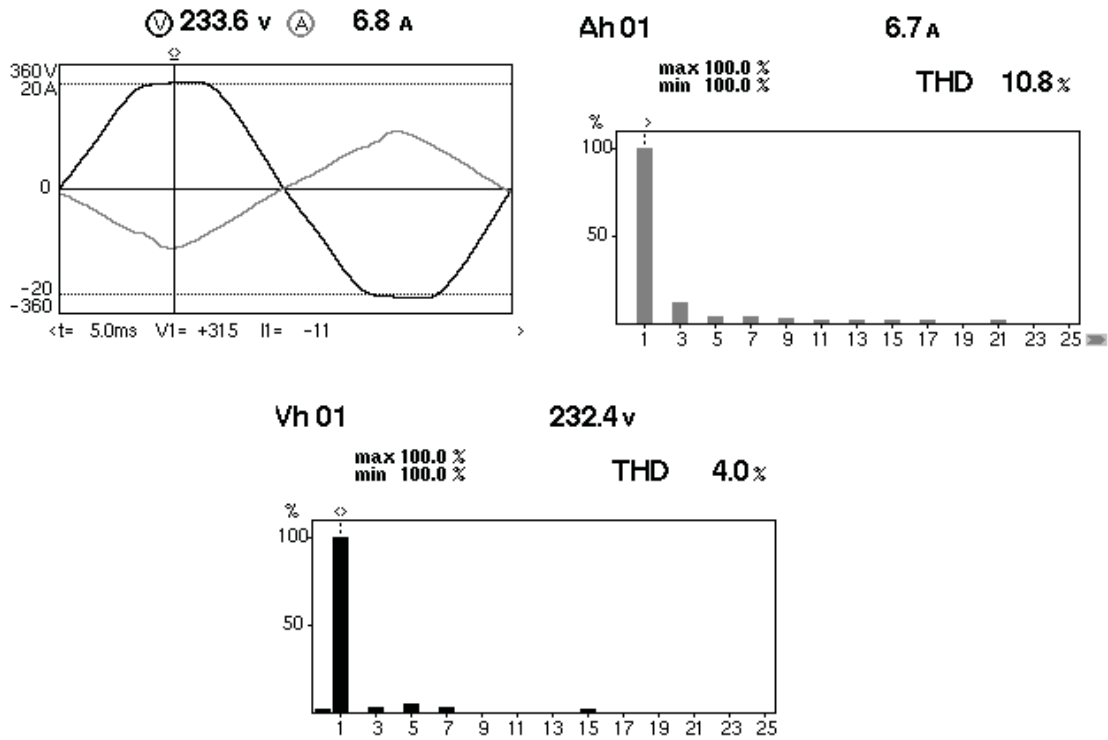 V 233.6 V A 6.8 A
360 V
20 A
0
-20
-360
<t= 5.0ms V1= +315 I1= -11 >
Ah 01 6.7 A
max 100.0 %
min 100.0 %
THD 10.8 %
%
100
50
1 3 5 7 9 11 13 15 17 19 21 23 25
Vh 01 232.4 V
max 100.0 %
min 100.0 %
THD 4.0 %
%
100
50
1 3 5 7 9 11 13 15 17 19 21 23 25